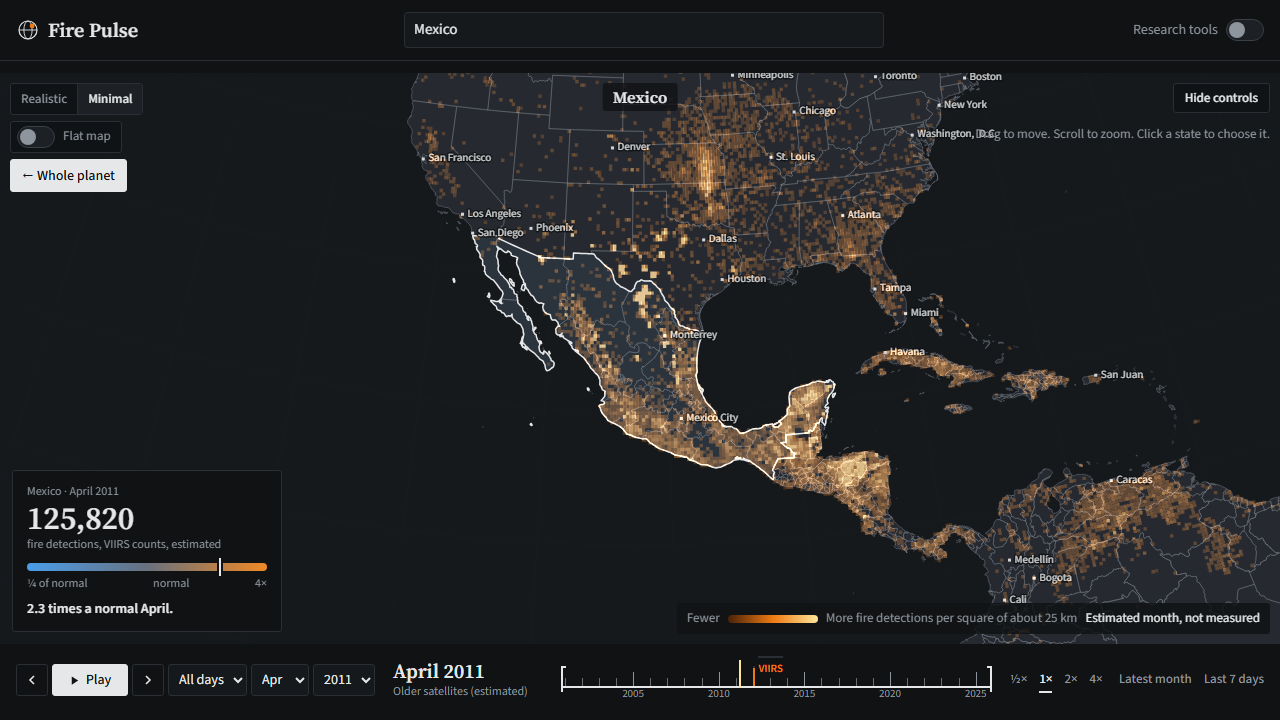 Fire Pulse
Mexico
Research tools
Realistic
Minimal
Flat map
← Whole planet
Mexico
Hide controls
Drag to move. Scroll to zoom. Click a state to choose it.
Minneapolis
Toronto
Boston
New York
Chicago
Washington, D.C.
Denver
St. Louis
San Francisco
Los Angeles
Atlanta
San Diego
Phoenix
Dallas
Houston
Tampa
Miami
Monterrey
Havana
San Juan
Mexico City
Caracas
Medellín
Bogota
Cali
Mexico · April 2011
125,820
fire detections, VIIRS counts, estimated
¼ of normal
normal
4×
2.3 times a normal April.
Fewer
More fire detections per square of about 25 km
Estimated month, not measured
Play
All days
Apr
2011
April 2011
Older satellites (estimated)
VIIRS
2005
2010
2015
2020
2025
½×
1×
2×
4×
Latest month
Last 7 days